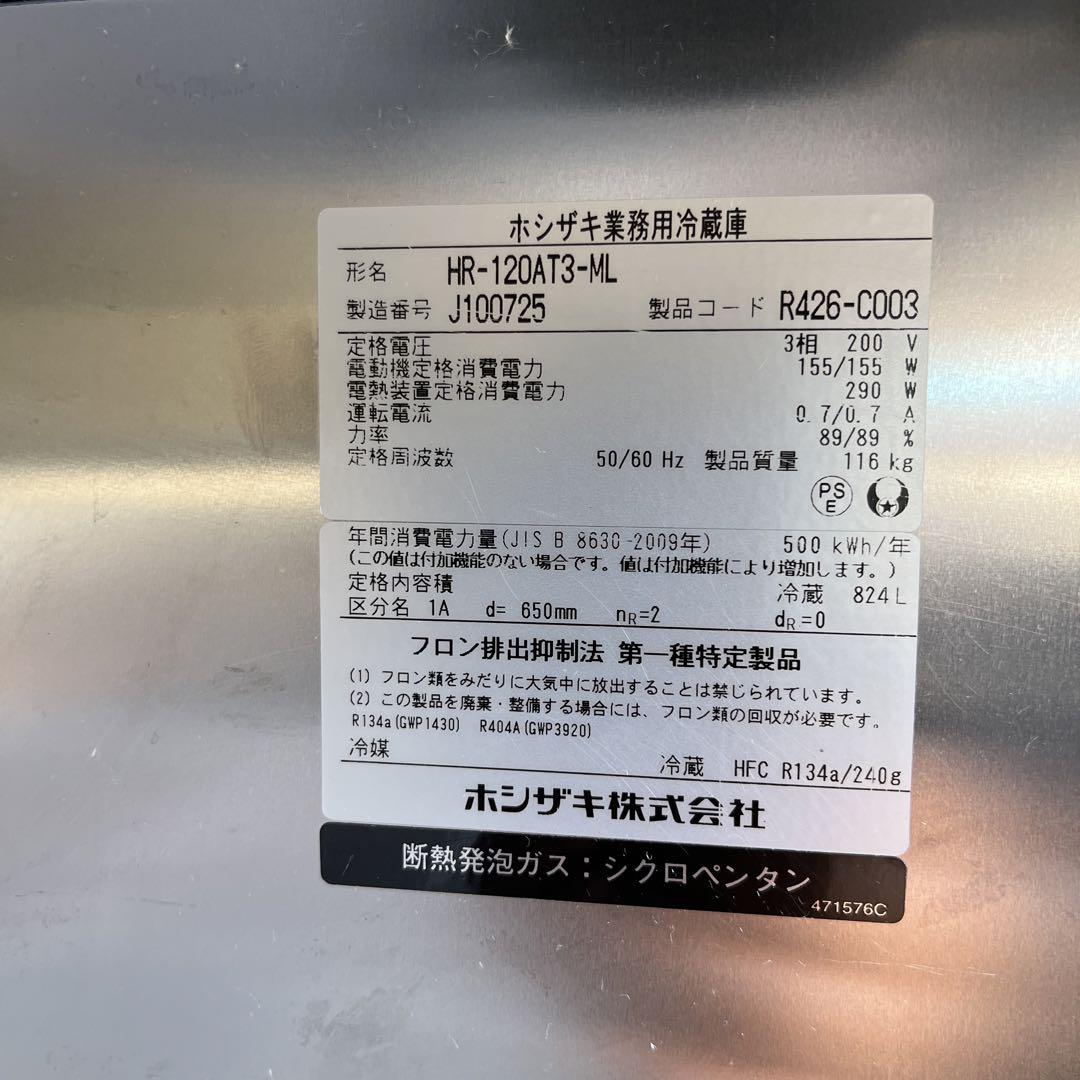 ホシザキ業務用冷蔵庫
形名 HR-120AT3-ML
製造番号 J100725 製品コード R426-C003
定格電圧 3相 200 V
電動機定格消費電力 155/155 W
電熱装置定格消費電力 290 W
運転電流 0.7/0.7 A
力率 89/89 %
定格周波数 50/60 Hz 製品質量 116 kg
PS
E
年間消費電力量(JIS B 8630-2009年) 500 kWh/年
(この値は付加機能のない場合です。値は付加機能により増加します。)
定格内容積 冷蔵 824L
区分名 1A d= 650mm nR=2 dR=0
フロン排出抑制法 第一種特定製品
(1) フロン類をみだりに大気中に放出することは禁じられています。
(2) この製品を廃棄・整備する場合には、フロン類の回収が必要です。
R134a(GWP1430) R404A(GWP3920)
冷媒
冷蔵 HFC R134a/240g
ホシザキ株式会社
断熱発泡ガス：シクロペンタン
471576C